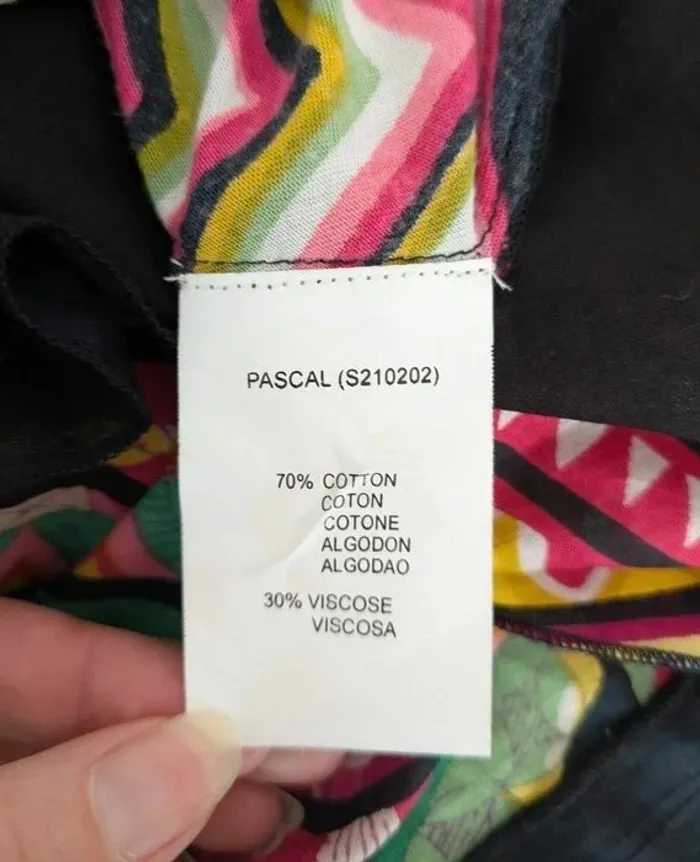 PASCAL (S210202)
70% COTTON
COTON
COTONE
ALGODON
ALGODAO
30% VISCOSE
VISCOSA